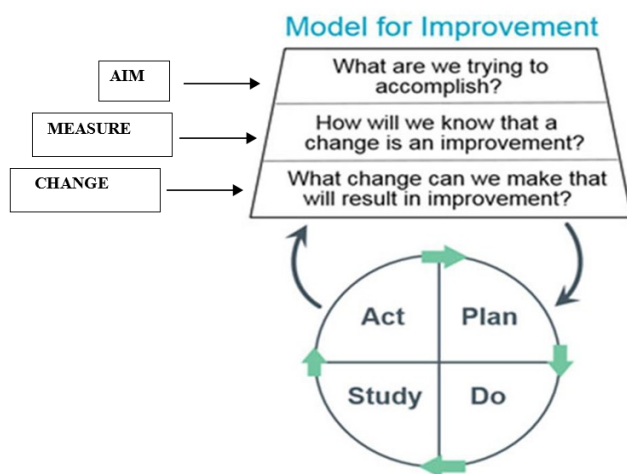 Model for Improvement
AIM
What are we trying to
accomplish?
MEASURE
How will we know that a
change is an improvement?
CHANGE
What change can we make that
will result in improvement?
Act
Plan
Study
Do